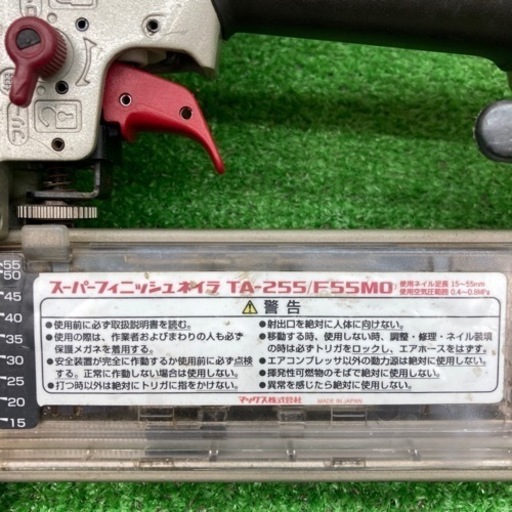 スーパーフィニッシュネイラ TA-255/F55MO 使用ネイル足長 15～55mm
使用空気圧範囲 0.4～0.8MPa
⚠警告
●使用前に必ず取扱説明書を読む。
●使用の際は、作業者およびまわりの人も必ず
保護メガネを着用する。
●安全装置が完全に作動するか使用前に必ず点検
する。正常に作動しない場合は使用しない。
●打つ時以外は絶対にトリガに指をかけない。
●射出口を絶対に人体に向けない。
●移動する時、使用しない時、調整・修理・ネイル装填
の時は必ずトリガをロックし、エアホースをはずす。
●エアコンプレッサ以外の動力源は絶対に使用しない。
●揮発性可燃物のそばで絶対に使用しない。
●異常を感じたら絶対に使用しない。
マックス株式会社 MADE IN JAPAN
55
50
45
40
35
30
25
20
15
フリー